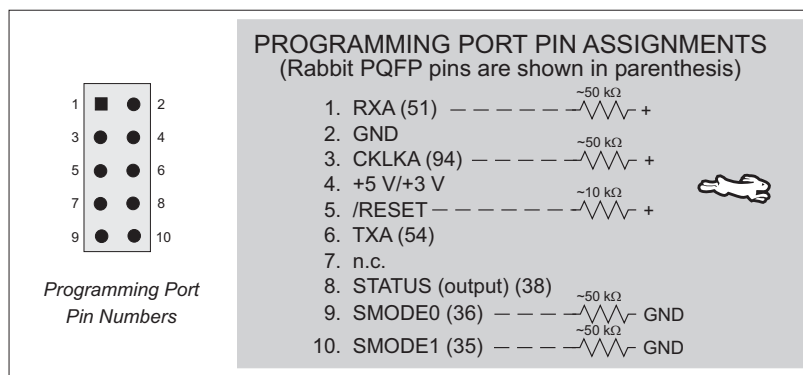 PROGRAMMING PORT PIN ASSIGNMENTS
(Rabbit PQFP pins are shown in parenthesis)
1 2
3 4
5 6
7 8
9 10
Programming Port
Pin Numbers
~50 kΩ
1. RXA (51) +
2. GND
~50 kΩ
3. CKLKA (94) +
4. +5 V/+3 V
~10 kΩ
5. /RESET +
6. TXA (54)
7. n.c.
8. STATUS (output) (38)
~50 kΩ
9. SMODE0 (36) GND
~50 kΩ
10. SMODE1 (35) GND